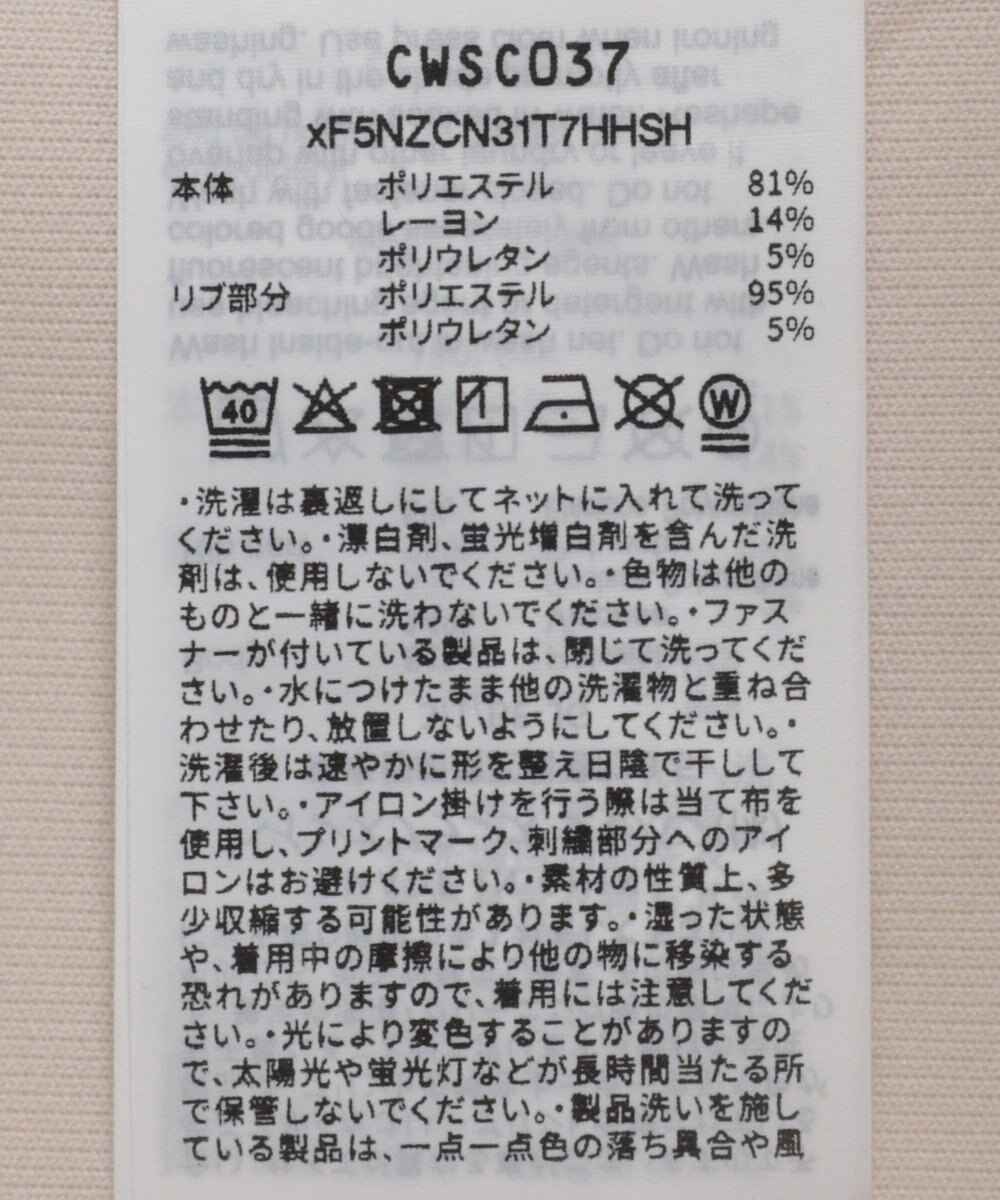 CWSC037
xF5NZCN31T7HHSH
本体 ポリエステル 81%
レーヨン 14%
ポリウレタン 5%
リブ部分 ポリエステル 95%
ポリウレタン 5%
40 W
・洗濯は裏返しにしてネットに入れて洗って
ください。・漂白剤、蛍光増白剤を含んだ洗
剤は、使用しないでください。・色物は他の
ものと一緒に洗わないでください。・ファス
ナーが付いている製品は、閉じて洗ってくだ
さい。・水につけたまま他の洗濯物と重ね合
わせたり、放置しないようにしてください。・
洗濯後は速やかに形を整え日陰で干しして
下さい。・アイロン掛けを行う際は当て布を
使用し、プリントマーク、刺繍部分へのアイ
ロンはお避けください。・素材の性質上、多
少収縮する可能性があります。・湿った状態
や、着用中の摩擦により他の物に移染する
恐れがありますので、着用には注意してくだ
さい。・光により変色することがありますの
で、太陽光や蛍光灯などが長時間当たる所
で保管しないでください。・製品洗いを施し
ている製品は、一点一点色の落ち具合や風